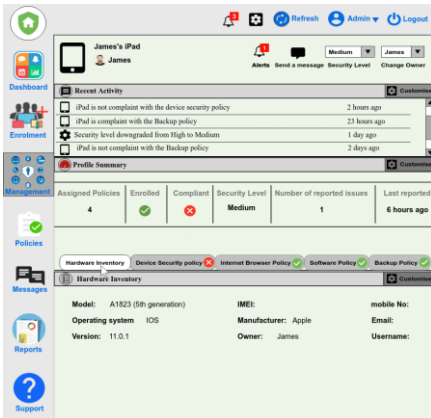 3 Refresh Admin Logout
James's iPad
James
1
Medium James
Alerts Send a message Security Level Change Owner
Dashboard
Enrolment
Management
Policies
Messages
Reports
Support
Recent Activity Customise
iPad is not complaint with the device security policy 2 hours ago
iPad is complaint with the Backup policy 23 hours ago
Security level downgraded from High to Medium 1 day ago
iPad is not complaint with the Backup policy 2 days ago
Profile Summary Customise
Assigned Policies Enrolled Compliant Security Level Number of reported issues Last reported
4 Medium 1 6 hours ago
Hardware Inventory Device Security policy Internet Browser Policy Software Policy Backup Policy
Hardware Inventory Customise
Model: A1823 (5th generation) IMEI: mobile No:
Operating system IOS Manufacturer: Apple Email:
Version: 11.0.1 Owner: James Username: